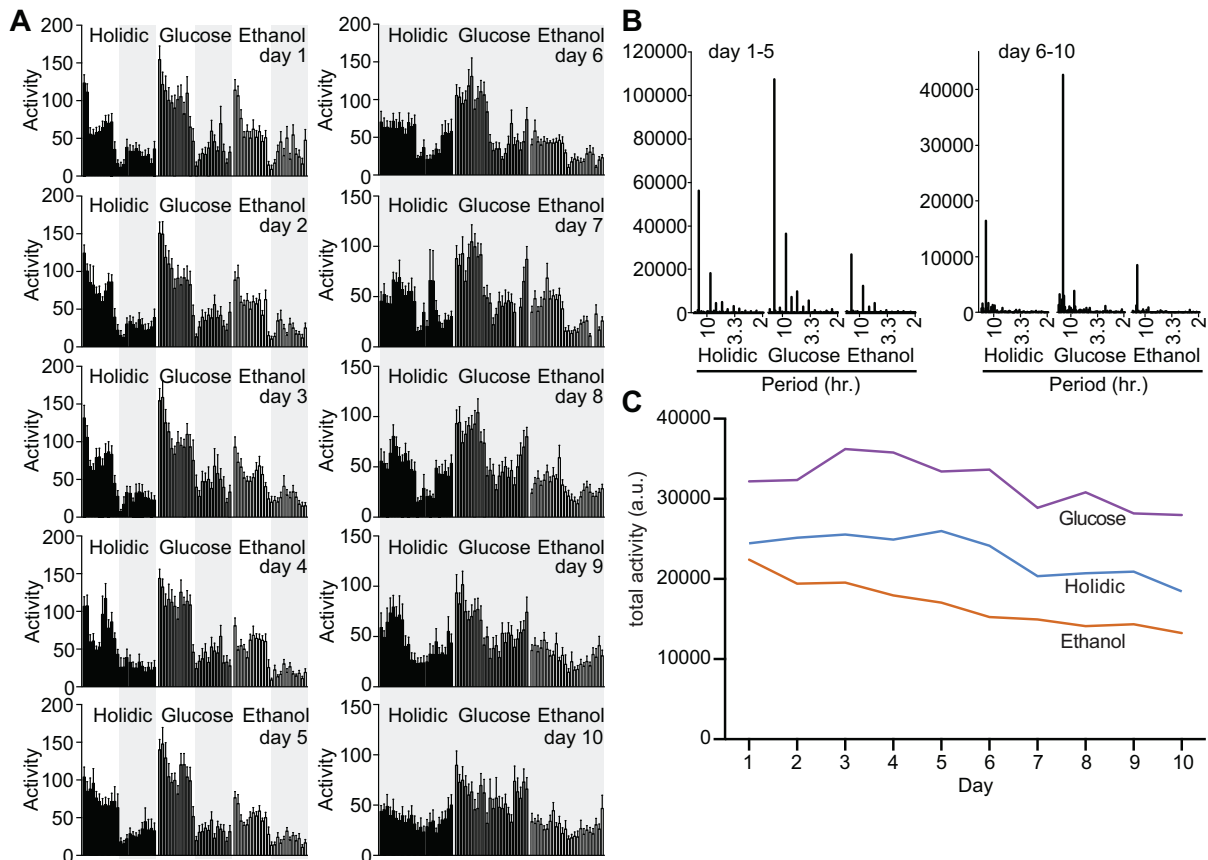 A
200
150
100
50
0
Activity
Holidic Glucose Ethanol
day 1
200
150
100
50
0
Activity
Holidic Glucose Ethanol
day 2
200
150
100
50
0
Activity
Holidic Glucose Ethanol
day 3
200
150
100
50
0
Activity
Holidic Glucose Ethanol
day 4
200
150
100
50
0
Activity
Holidic Glucose Ethanol
day 5
200
150
100
50
0
Activity
Holidic Glucose Ethanol
day 6
150
100
50
0
Activity
Holidic Glucose Ethanol
day 7
150
100
50
0
Activity
Holidic Glucose Ethanol
day 8
150
100
50
0
Activity
Holidic Glucose Ethanol
day 9
150
100
50
0
Activity
Holidic Glucose Ethanol
day 10
B
day 1-5
120000
100000
80000
60000
40000
20000
0
10 3.3 2 10 3.3 2 10 3.3 2
Holidic Glucose Ethanol
Period (hr.)
day 6-10
40000
30000
20000
10000
0
10 3.3 2 10 3.3 2 10 3.3 2
Holidic Glucose Ethanol
Period (hr.)
C
40000
30000
20000
10000
0
total activity (a.u.)
Glucose
Holidic
Ethanol
1 2 3 4 5 6 7 8 9 10
Day